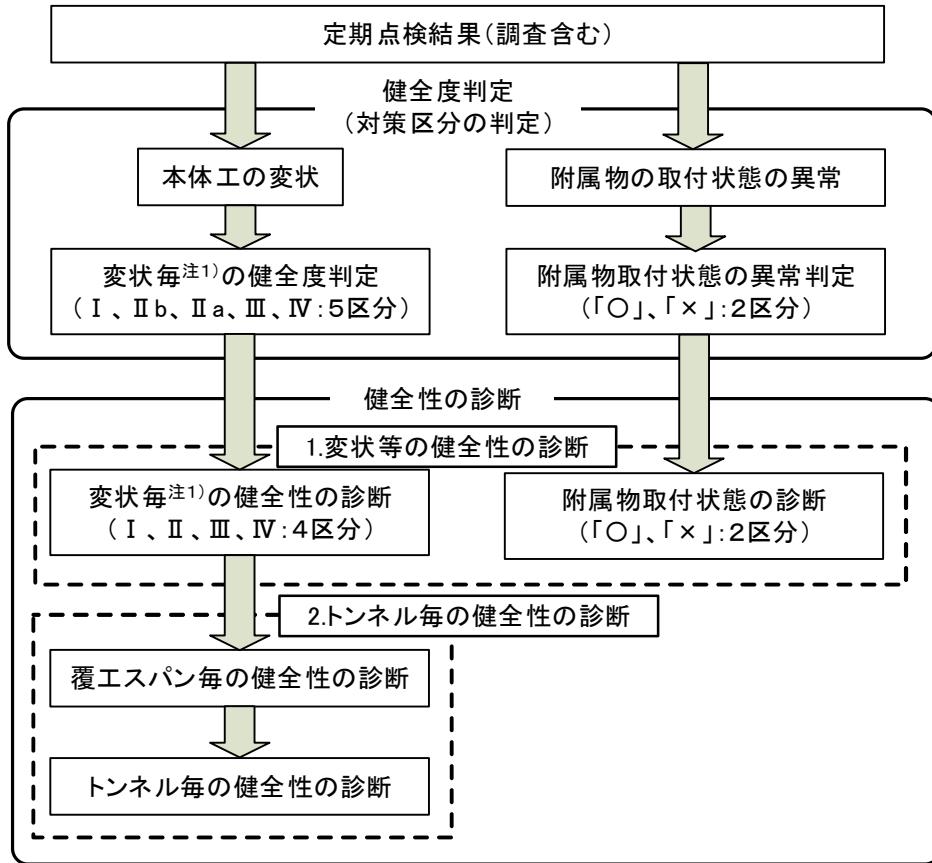 定期点検結果(調査含む)
健全度判定
(対策区分の判定)
本体工の変状
附属物の取付状態の異常
変状毎注1)の健全度判定
(Ⅰ、Ⅱb、Ⅱa、Ⅲ、Ⅳ:5区分)
附属物取付状態の異常判定
(「○」、「×」:2区分)
健全性の診断
1.変状等の健全性の診断
変状毎注1)の健全性の診断
(Ⅰ、Ⅱ、Ⅲ、Ⅳ:4区分)
附属物取付状態の診断
(「○」、「×」:2区分)
2.トンネル毎の健全性の診断
覆工スパン毎の健全性の診断
トンネル毎の健全性の診断